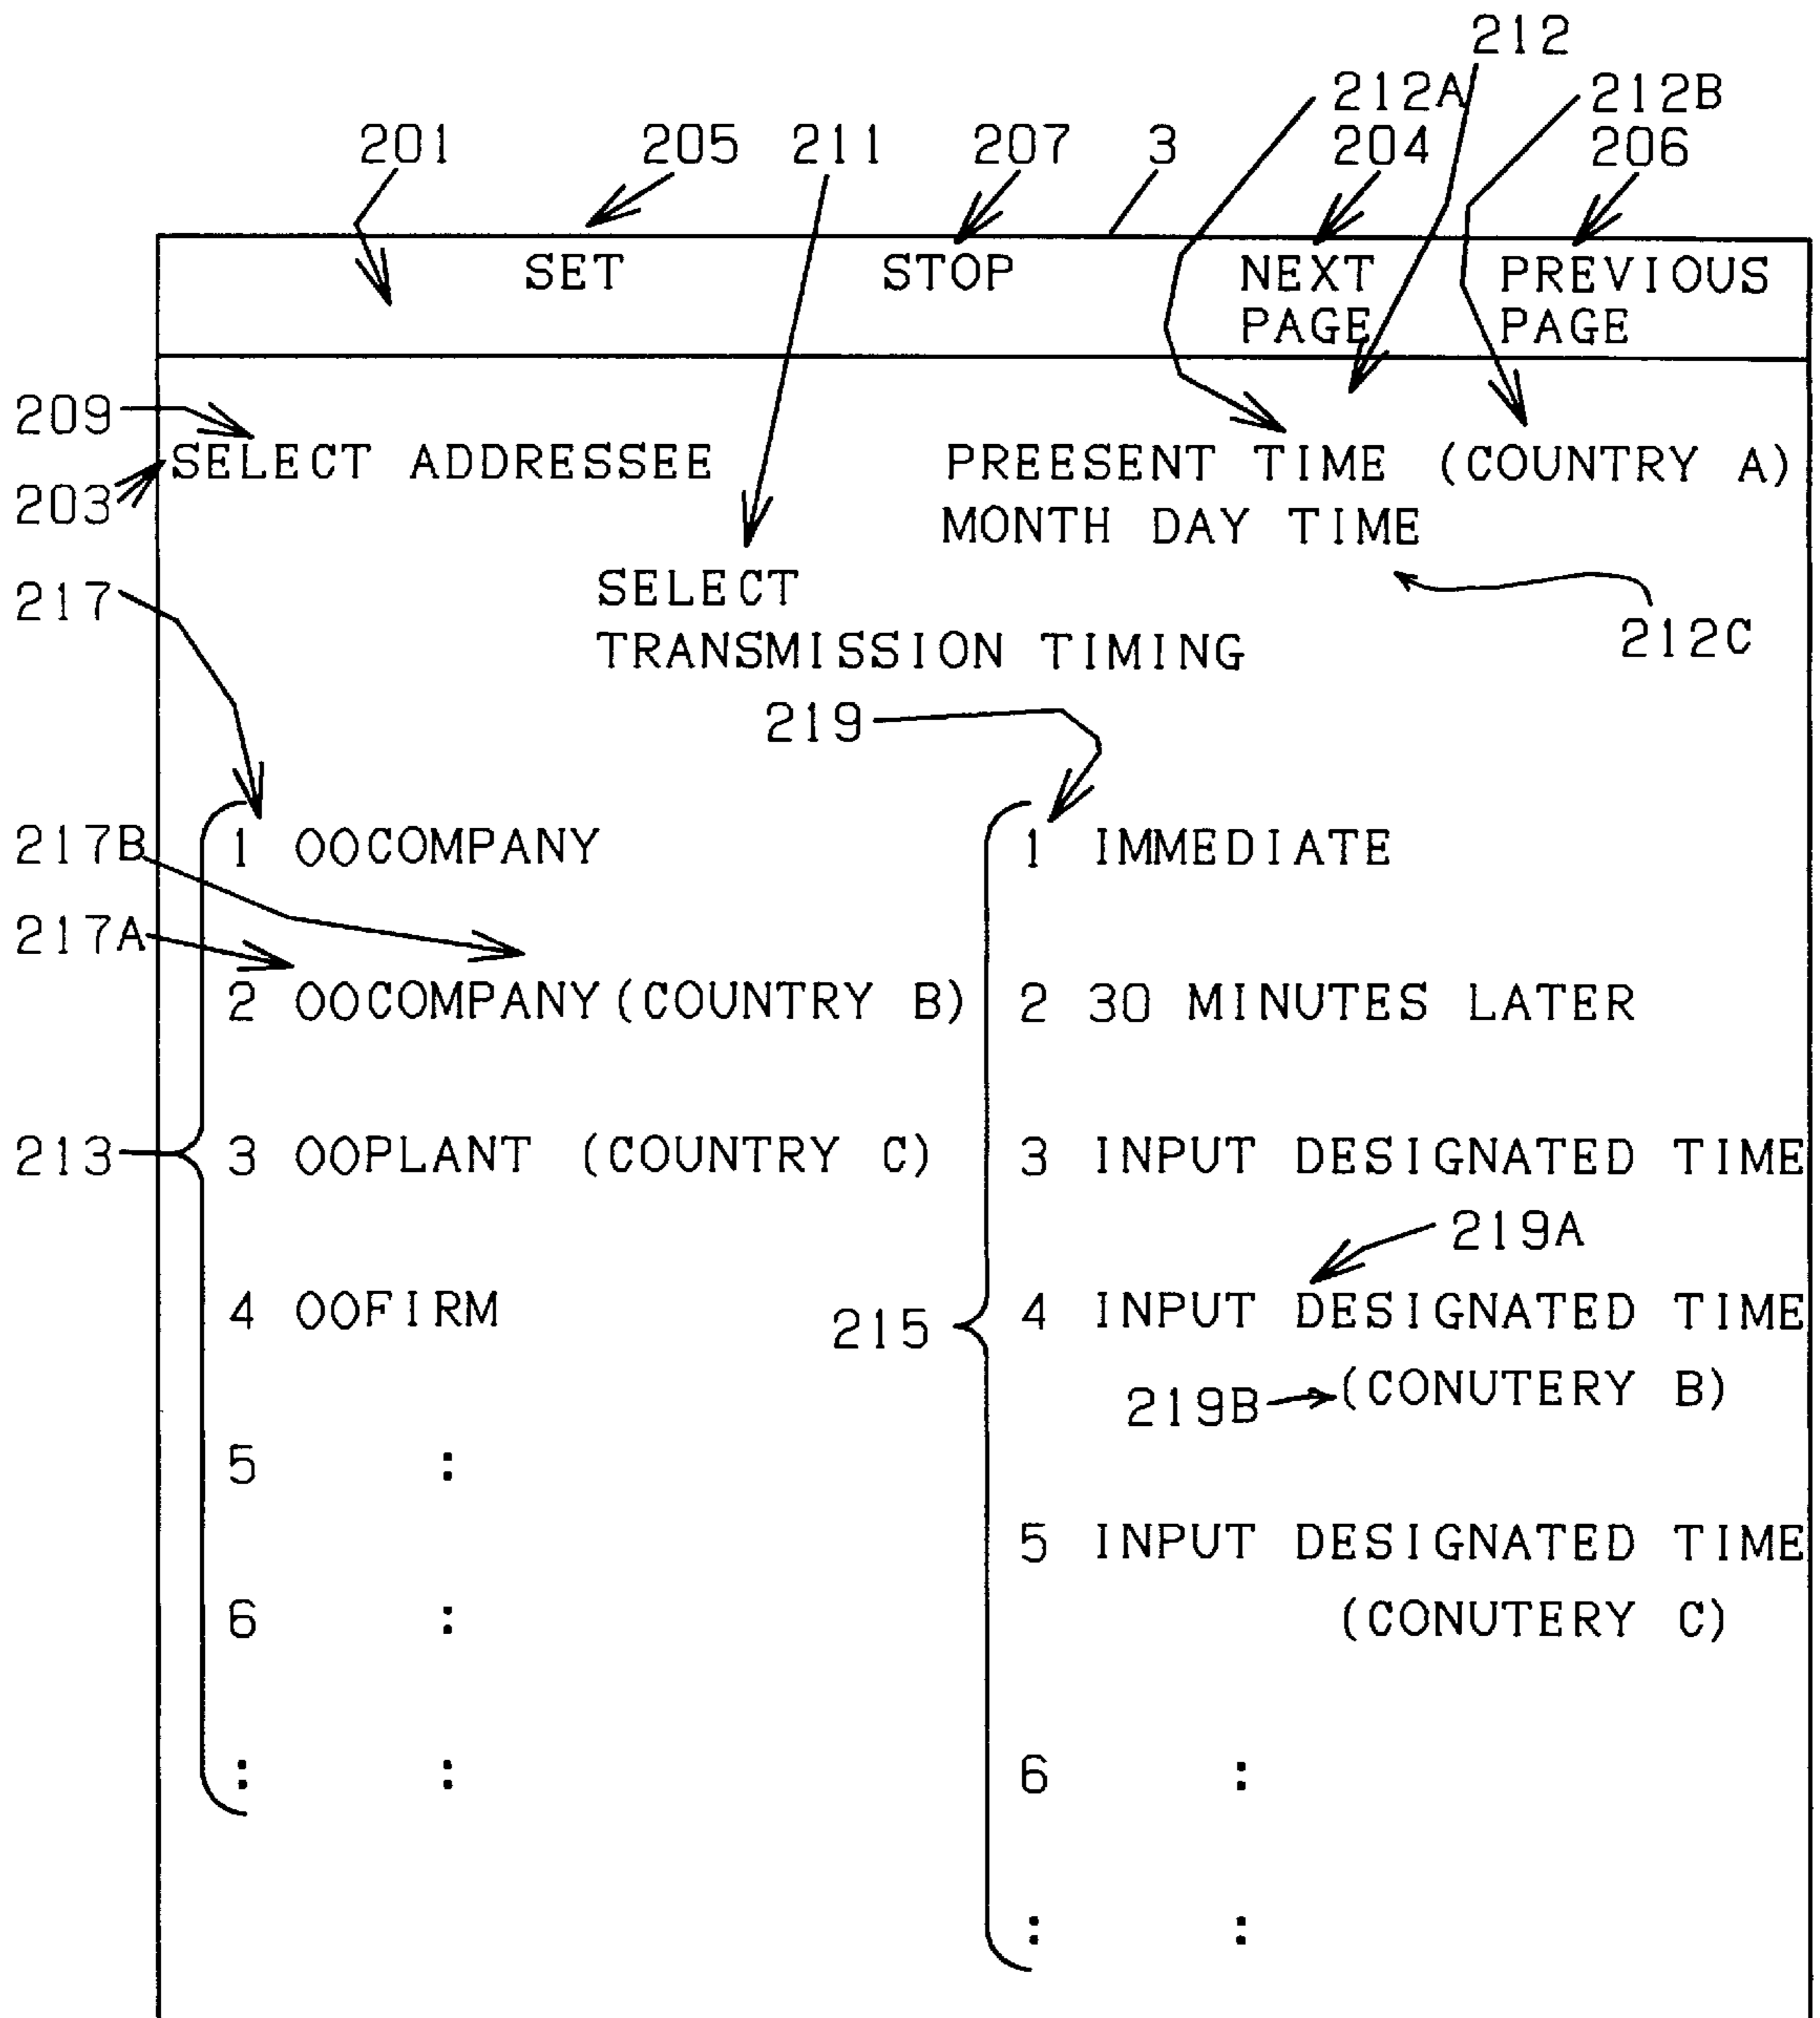 212
212A 212B
201 205 211 207 3 204 206
SET STOP NEXT PAGE PREVIOUS PAGE
209
SELECT ADDRESSEE PREESENT TIME (COUNTRY A)
203
MONTH DAY TIME
217
SELECT
212C
TRANSMISSION TIMING
219
217B 1 OOCOMPANY 1 IMMEDIATE
217A
2 OOCOMPANY(COUNTRY B) 2 30 MINUTES LATER
213 3 OOPLANT (COUNTRY C) 3 INPUT DESIGNATED TIME
219A
4 OOFIRM 215 4 INPUT DESIGNATED TIME
219B (CONUTERY B)
5 :
5 INPUT DESIGNATED TIME
6 : (CONUTERY C)
: : 6 :
: :